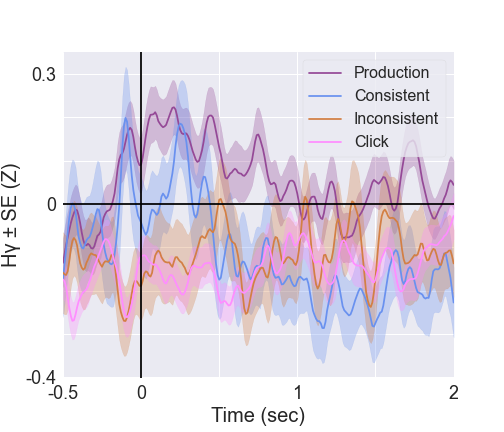 Production
Consistent
Inconsistent
Click
0.3
0
-0.4
Hγ ± SE (Z)
-0.5 0 1 2
Time (sec)